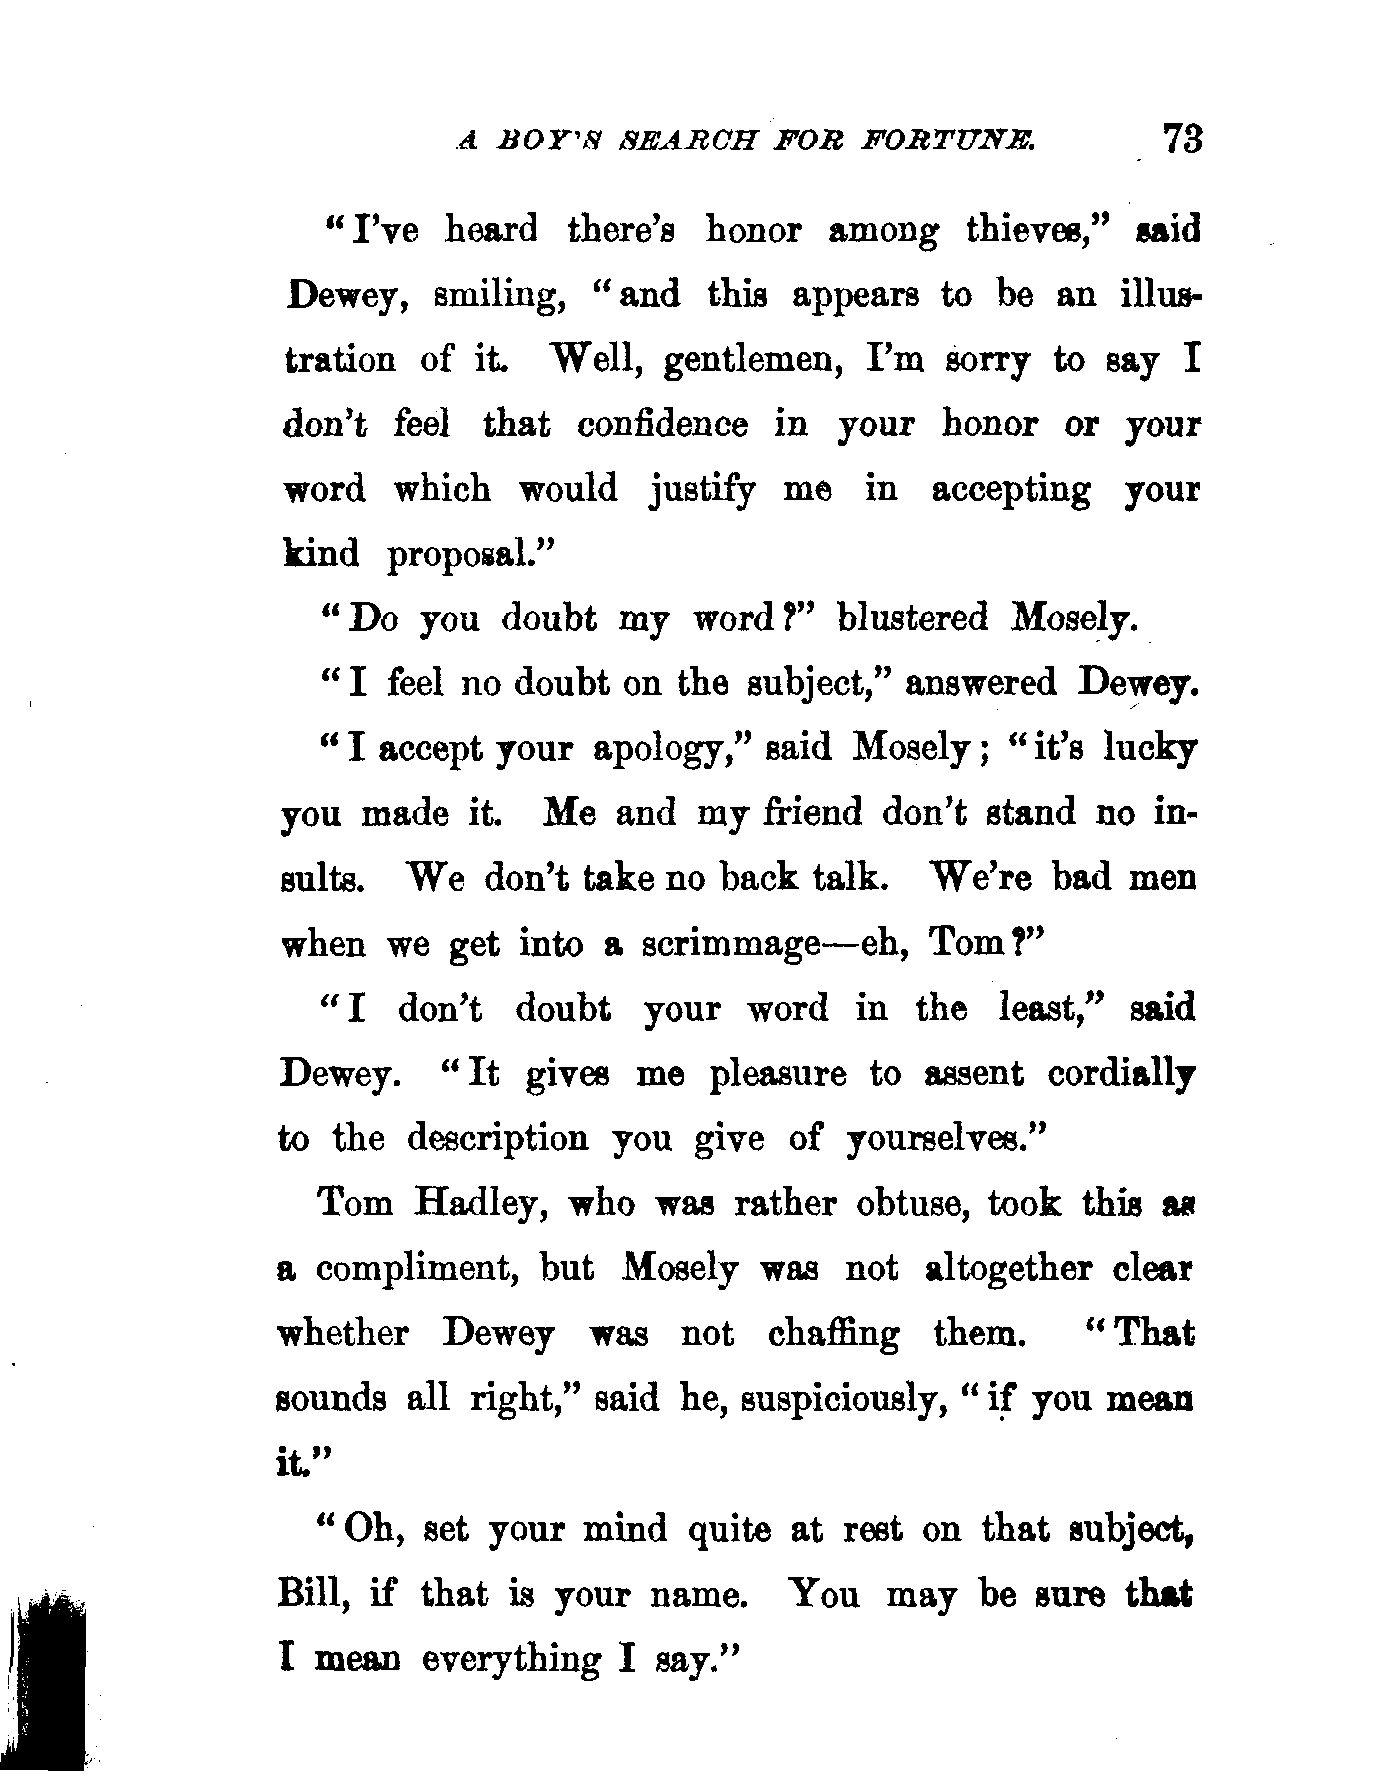 A BOY'S SEARCH FOR FORTUNE. 73
"I've heard there's honor among thieves," said
Dewey, smiling, "and this appears to be an illus-
tration of it. Well, gentlemen, I'm sorry to say I
don't feel that confidence in your honor or your
word which would justify me in accepting your
kind proposal."
"Do you doubt my word?" blustered Mosely.
"I feel no doubt on the subject," answered Dewey.
"I accept your apology," said Mosely; "it's lucky
you made it. Me and my friend don't stand no in-
sults. We don't take no back talk. We're bad men
when we get into a scrimmage—eh, Tom?"
"I don't doubt your word in the least," said
Dewey. "It gives me pleasure to assent cordially
to the description you give of yourselves."
Tom Hadley, who was rather obtuse, took this as
a compliment, but Mosely was not altogether clear
whether Dewey was not chaffing them. "That
sounds all right," said he, suspiciously, "if you mean
it."
"Oh, set your mind quite at rest on that subject,
Bill, if that is your name. You may be sure that
I mean everything I say."